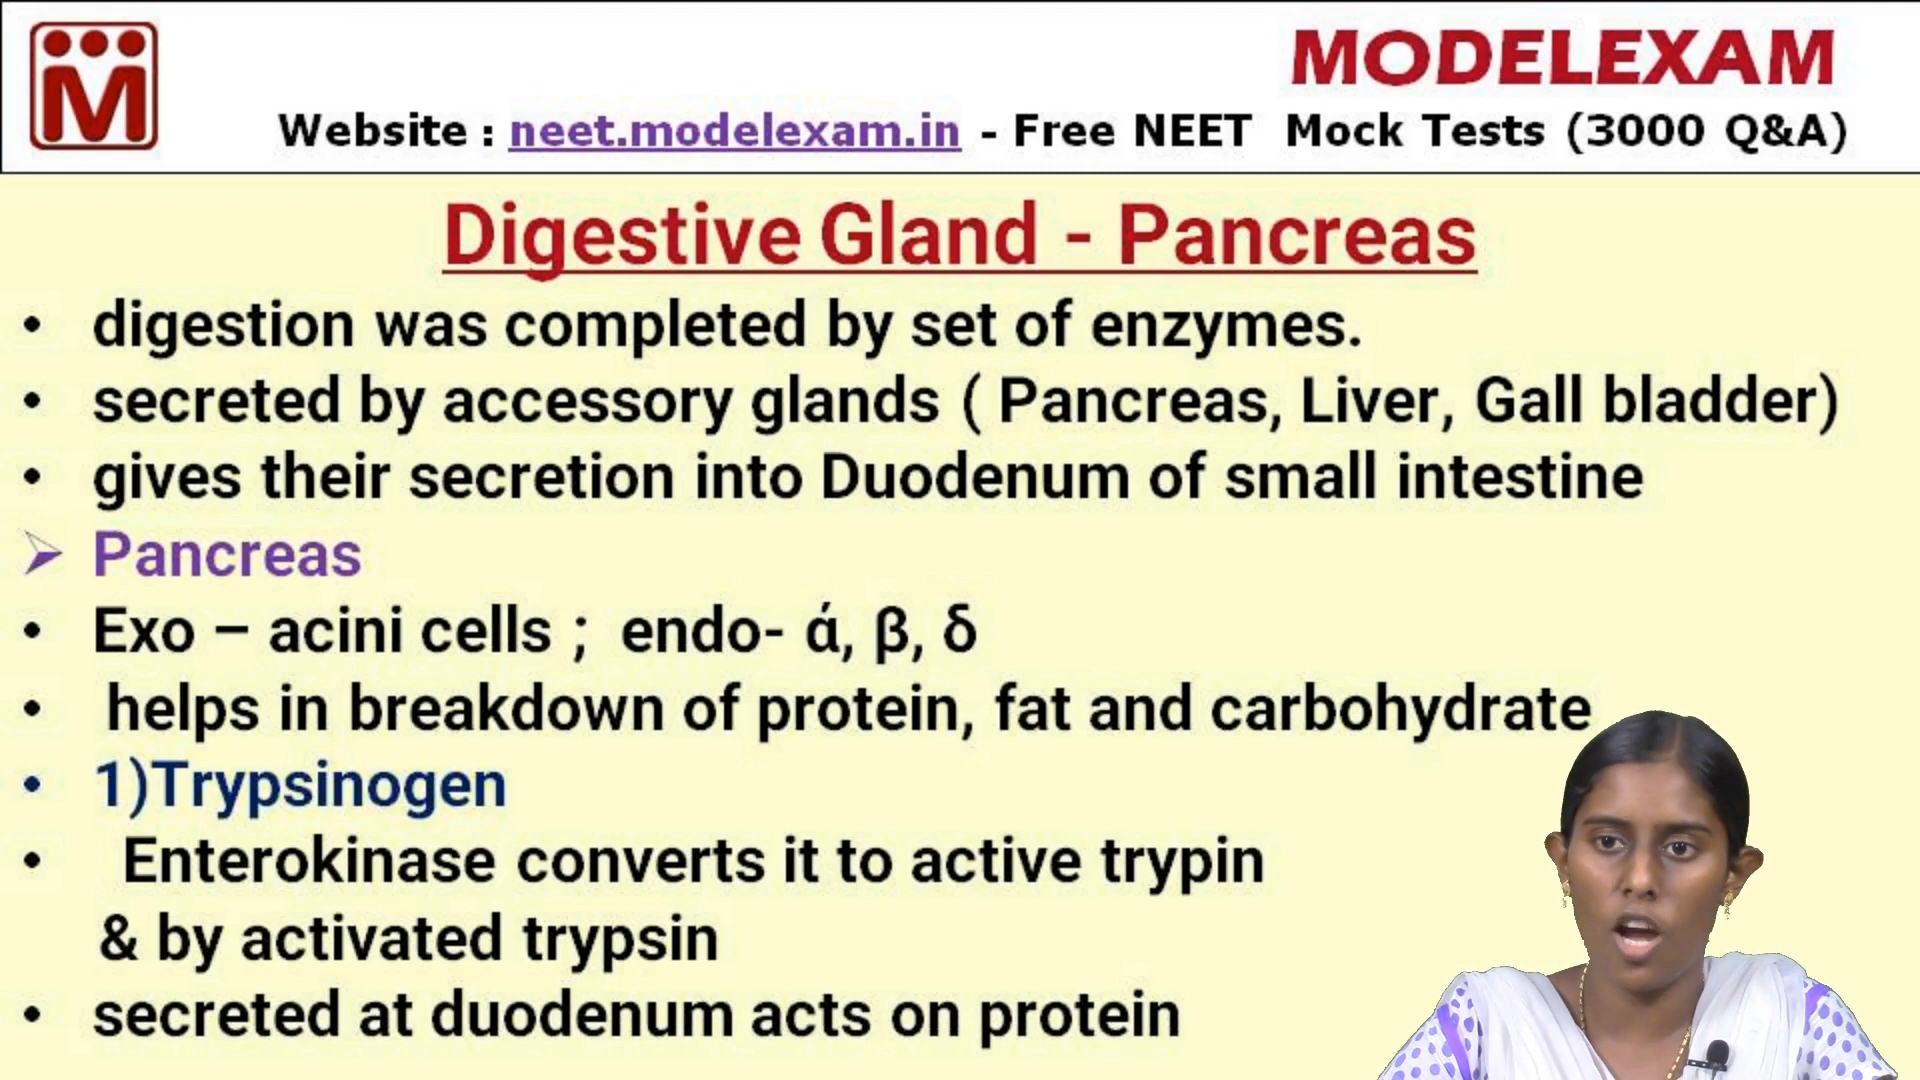 M
MODELEXAM
Website : neet.modelexam.in - Free NEET Mock Tests (3000 Q&A)
Digestive Gland - Pancreas
• digestion was completed by set of enzymes.
• secreted by accessory glands ( Pancreas, Liver, Gall bladder)
• gives their secretion into Duodenum of small intestine
➢ Pancreas
• Exo – acini cells ; endo- ά, β, δ
• helps in breakdown of protein, fat and carbohydrate
• 1)Trypsinogen
• Enterokinase converts it to active trypin
& by activated trypsin
• secreted at duodenum acts on protein